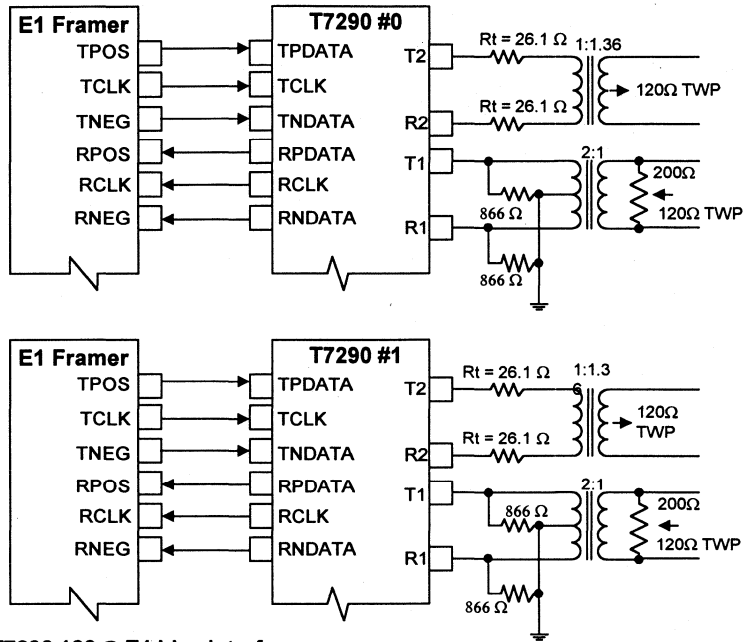 E1 Framer
TPOS
TCLK
TNEG
RPOS
RCLK
RNEG
T7290 #0
TPDATA
TCLK
TNDATA
RPDATA
RCLK
RNDATA
T2
R2
T1
R1
Rt = 26.1 Ω
Rt = 26.1 Ω
1:1.36
120Ω TWP
2:1
866 Ω
866 Ω
200Ω
120Ω TWP
E1 Framer
TPOS
TCLK
TNEG
RPOS
RCLK
RNEG
T7290 #1
TPDATA
TCLK
TNDATA
RPDATA
RCLK
RNDATA
T2
R2
T1
R1
Rt = 26.1 Ω
Rt = 26.1 Ω
1:1.3
6
120Ω
TWP
2:1
866 Ω
866 Ω
200Ω
120Ω TWP